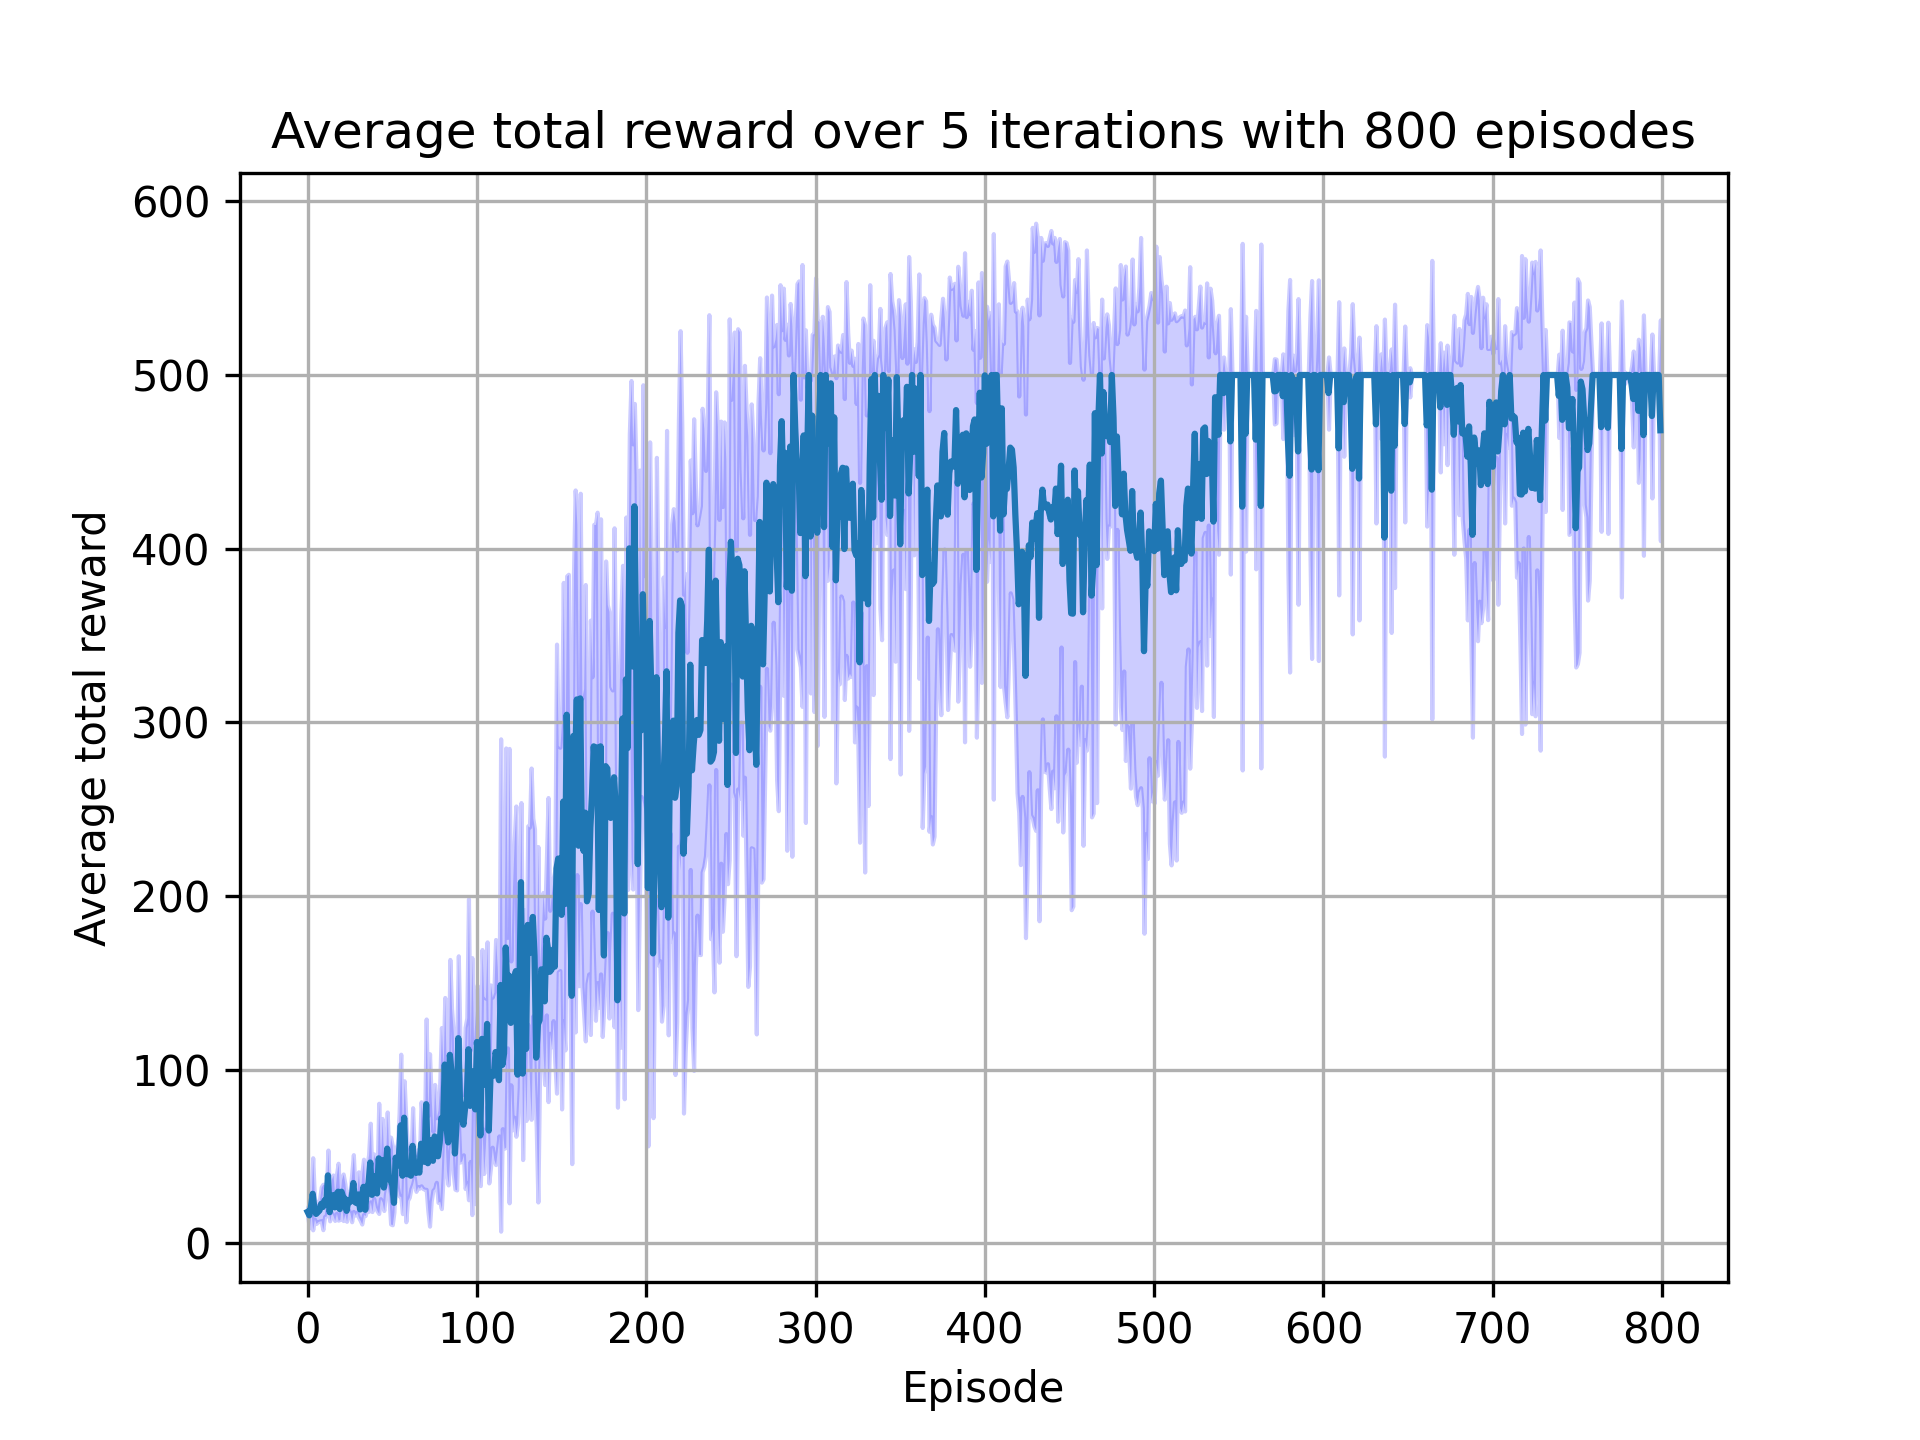 Average total reward over 5 iterations with 800 episodes
600
500
400
300
200
100
0
Average total reward
0 100 200 300 400 500 600 700 800
Episode